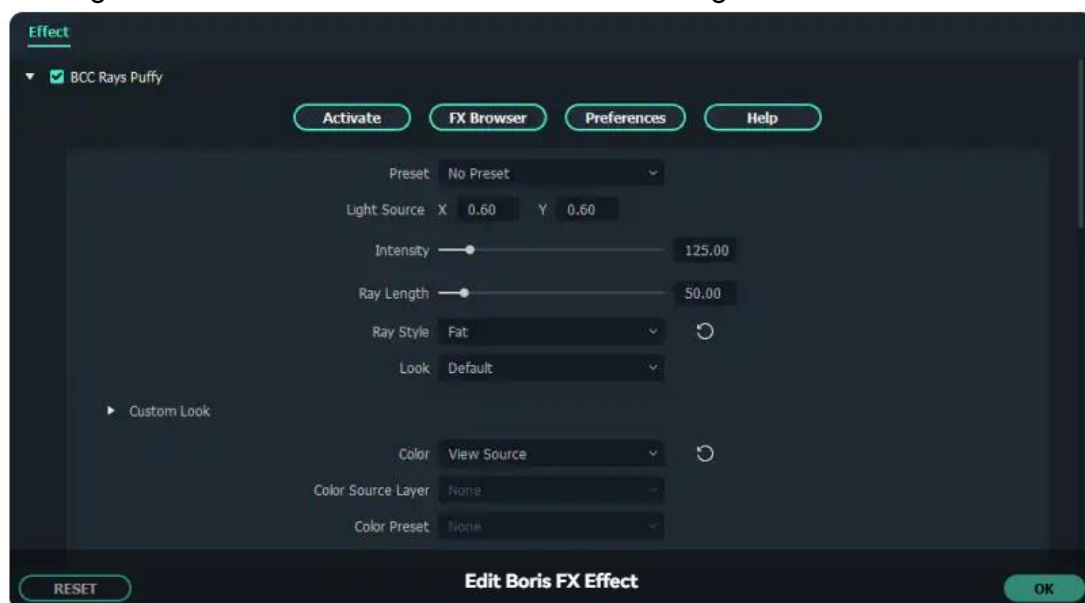 Effect
BCC Rays Puffy
Activate FX Browser Preferences Help
Preset No Preset
Light Source X 0.60 Y 0.60
Intensity 125.00
Ray Length 50.00
Ray Style Fat
Look Default
Custom Look
Color View Source
Color Source Layer None
Color Preset None
RESET Edit Boris FX Effect OK